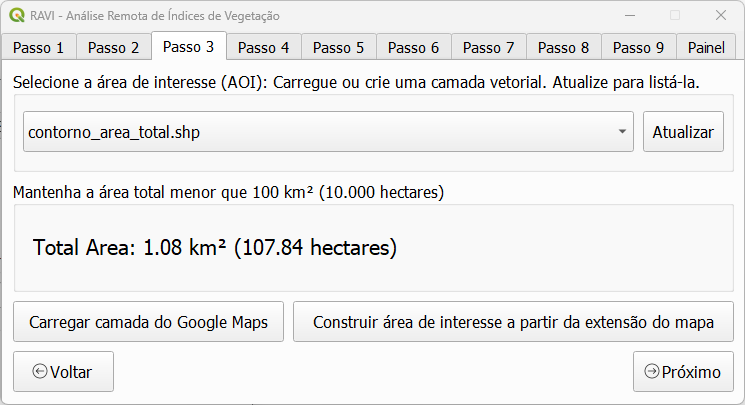 RAVI - Análise Remota de Índices de Vegetação
Passo 1 Passo 2 Passo 3 Passo 4 Passo 5 Passo 6 Passo 7 Passo 8 Passo 9 Painel
Selecione a área de interesse (AOI): Carregue ou crie uma camada vetorial. Atualize para listá-la.
contorno_area_total.shp Atualizar
Mantenha a área total menor que 100 km² (10.000 hectares)
Total Area: 1.08 km² (107.84 hectares)
Carregar camada do Google Maps Construir área de interesse a partir da extensão do mapa
Voltar Próximo